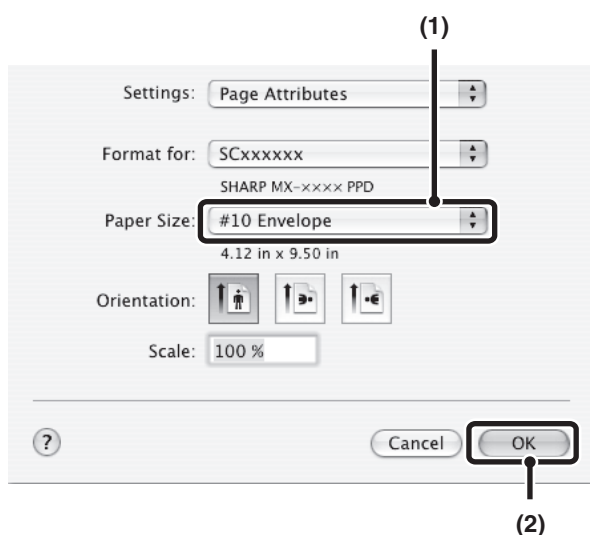 (1)
Settings: Page Attributes
Format for: SCxxxxxx
SHARP MX-×××× PPD
Paper Size: #10 Envelope
4.12 in x 9.50 in
Orientation:
Scale: 100 %
? Cancel OK
(2)